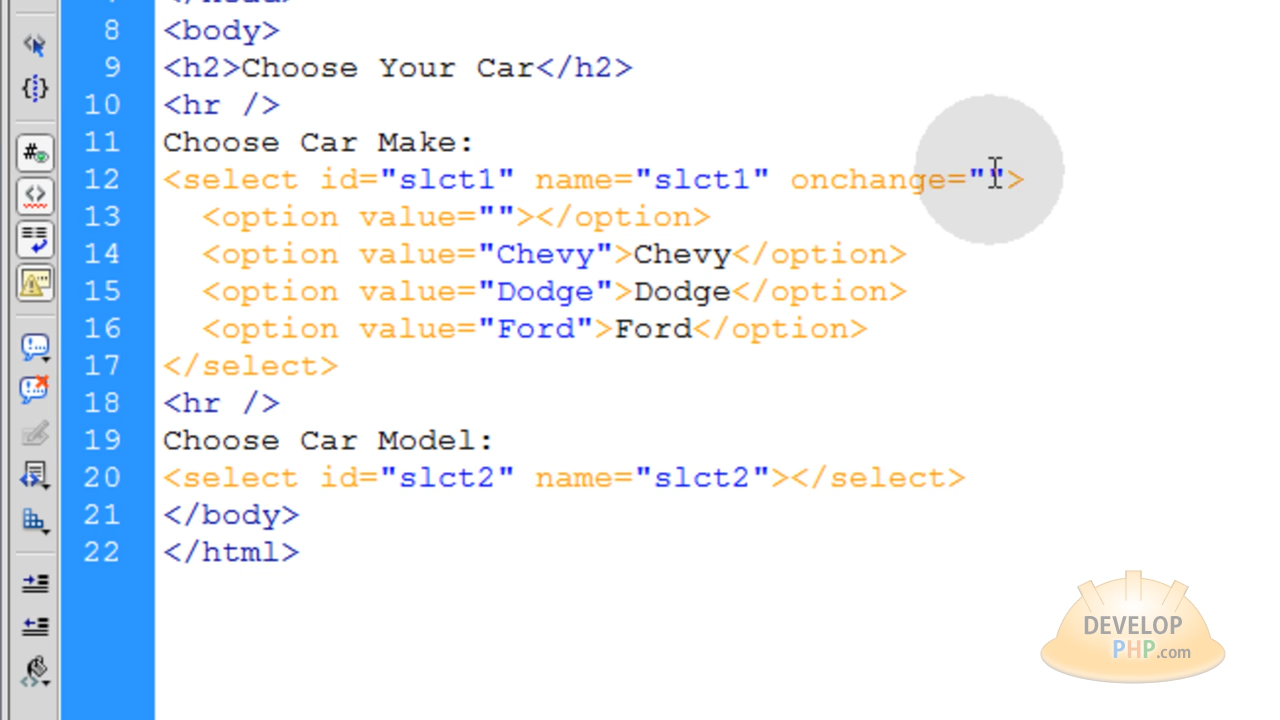 8 <body>
9 <h2>Choose Your Car</h2>
10 <hr />
11 Choose Car Make:
12 <select id="slct1" name="slct1" onchange="">
13   <option value=""></option>
14   <option value="Chevy">Chevy</option>
15   <option value="Dodge">Dodge</option>
16   <option value="Ford">Ford</option>
17 </select>
18 <hr />
19 Choose Car Model:
20 <select id="slct2" name="slct2"></select>
21 </body>
22 </html>
DEVELOP
PHP.com